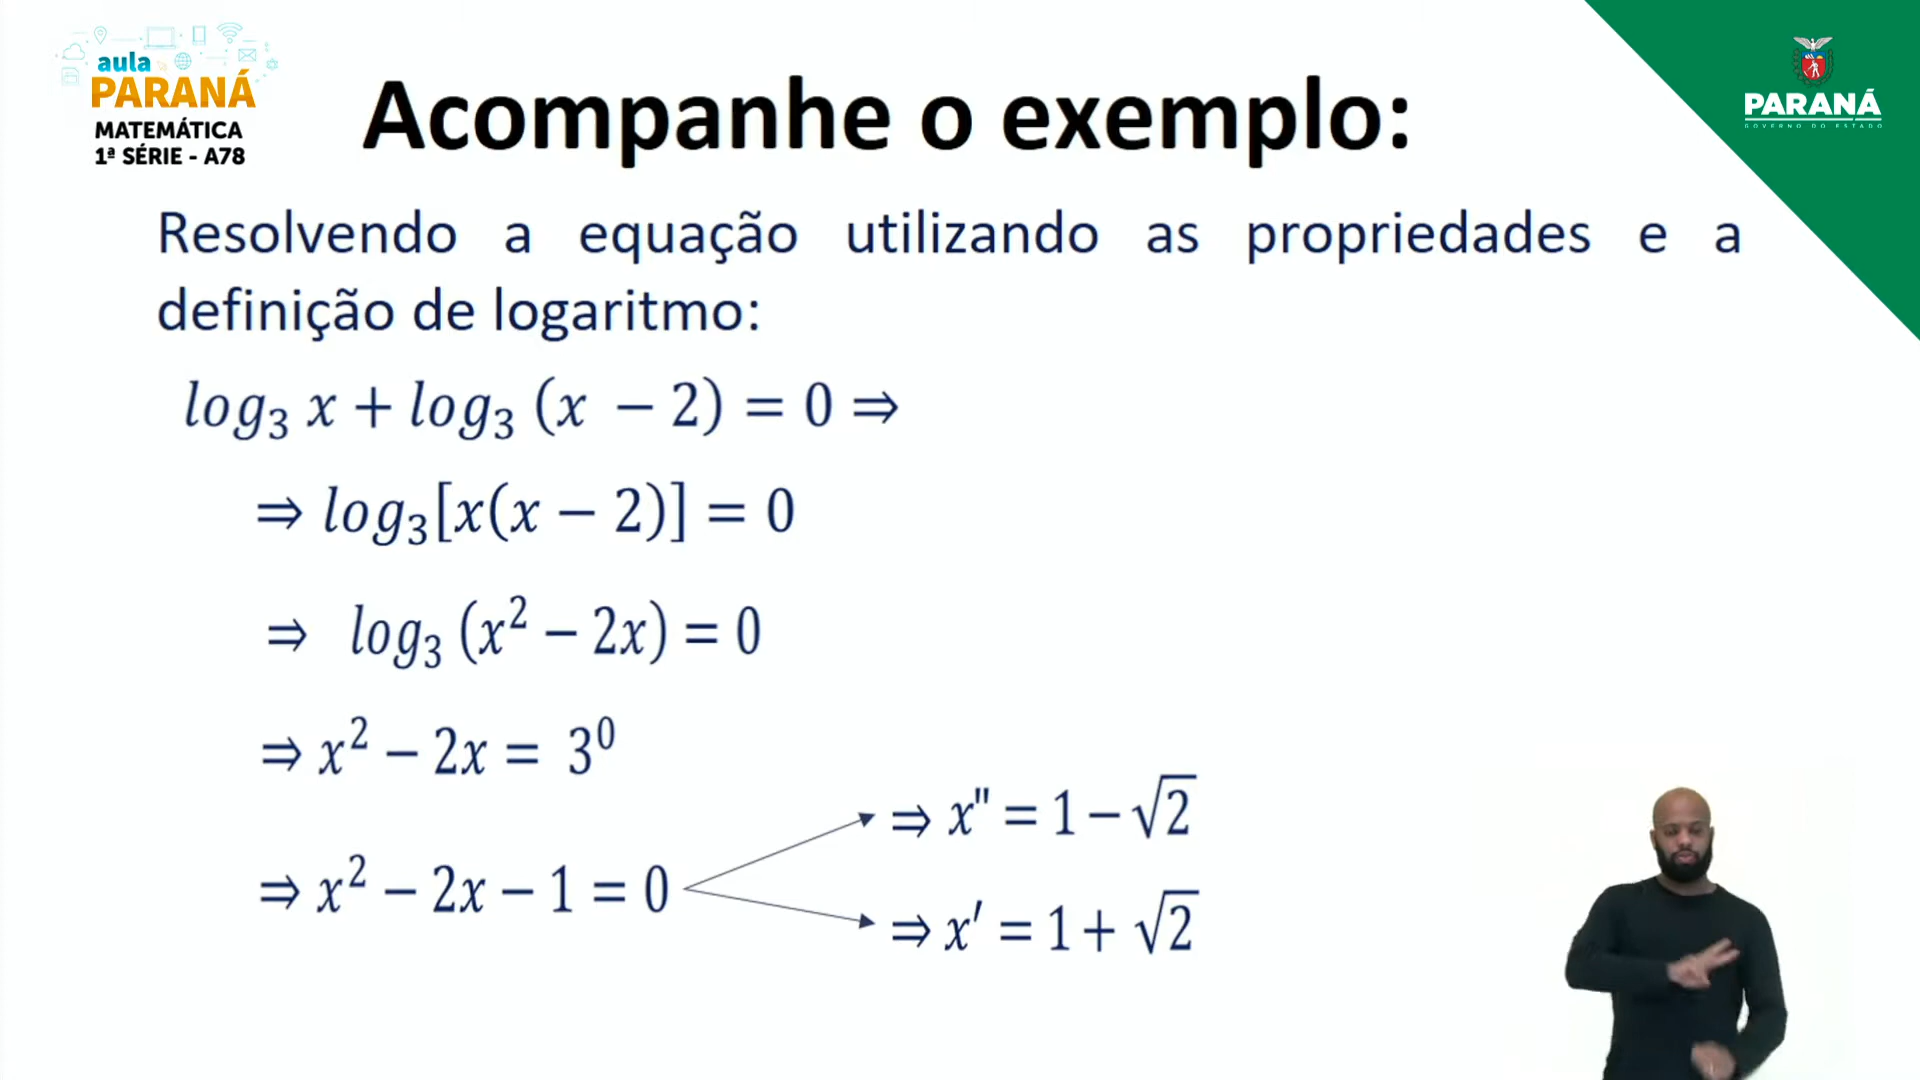 aula
PARANÁ
MATEMÁTICA
1ª SÉRIE - A78
PARANÁ
GOVERNO DO ESTADO
Acompanhe o exemplo:
Resolvendo a equação utilizando as propriedades e a
definição de logaritmo:
log₃ x + log₃ (x − 2) = 0 ⇒
⇒ log₃[x(x − 2)] = 0
⇒ log₃ (x² − 2x) = 0
⇒ x² − 2x = 3⁰
⇒ x'' = 1 − √2
⇒ x² − 2x − 1 = 0
⇒ x' = 1 + √2